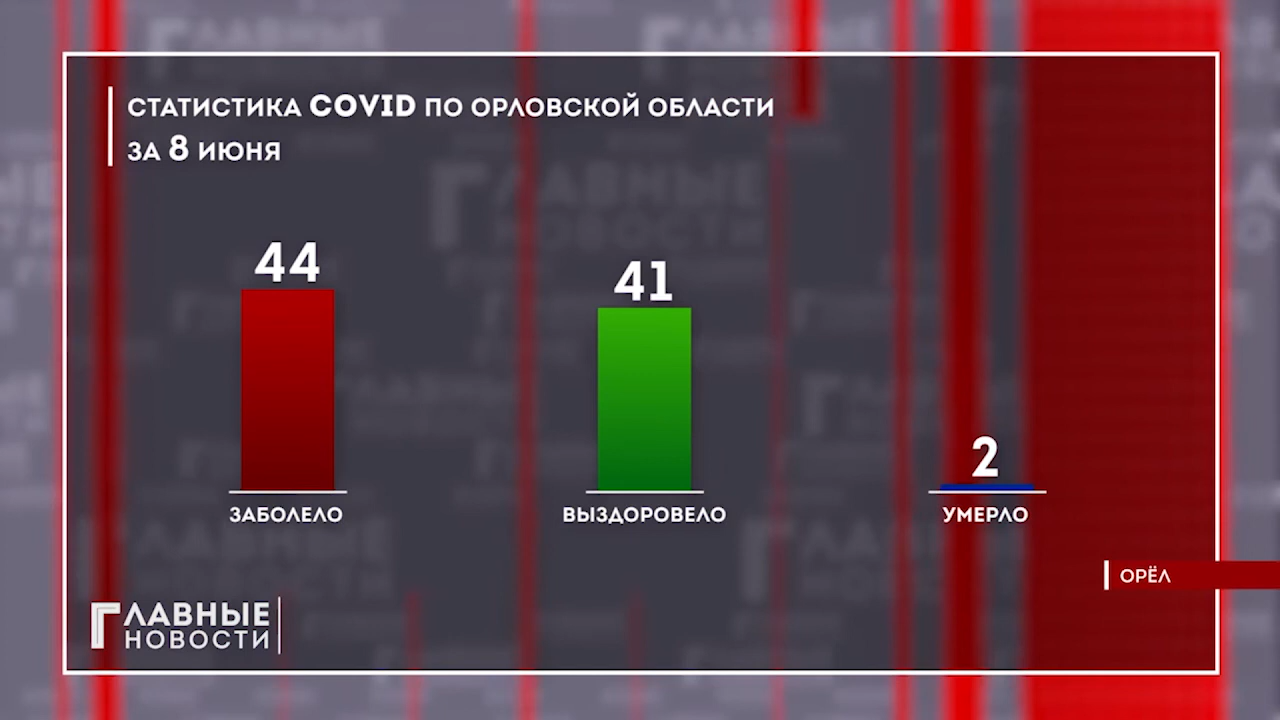 СТАТИСТИКА COVID ПО ОРЛОВСКОЙ ОБЛАСТИ
ЗА 8 ИЮНЯ
44
41
2
ЗАБОЛЕЛО
ВЫЗДОРОВЕЛО
УМЕРЛО
ОРЁЛ
ГЛАВНЫЕ
НОВОСТИ